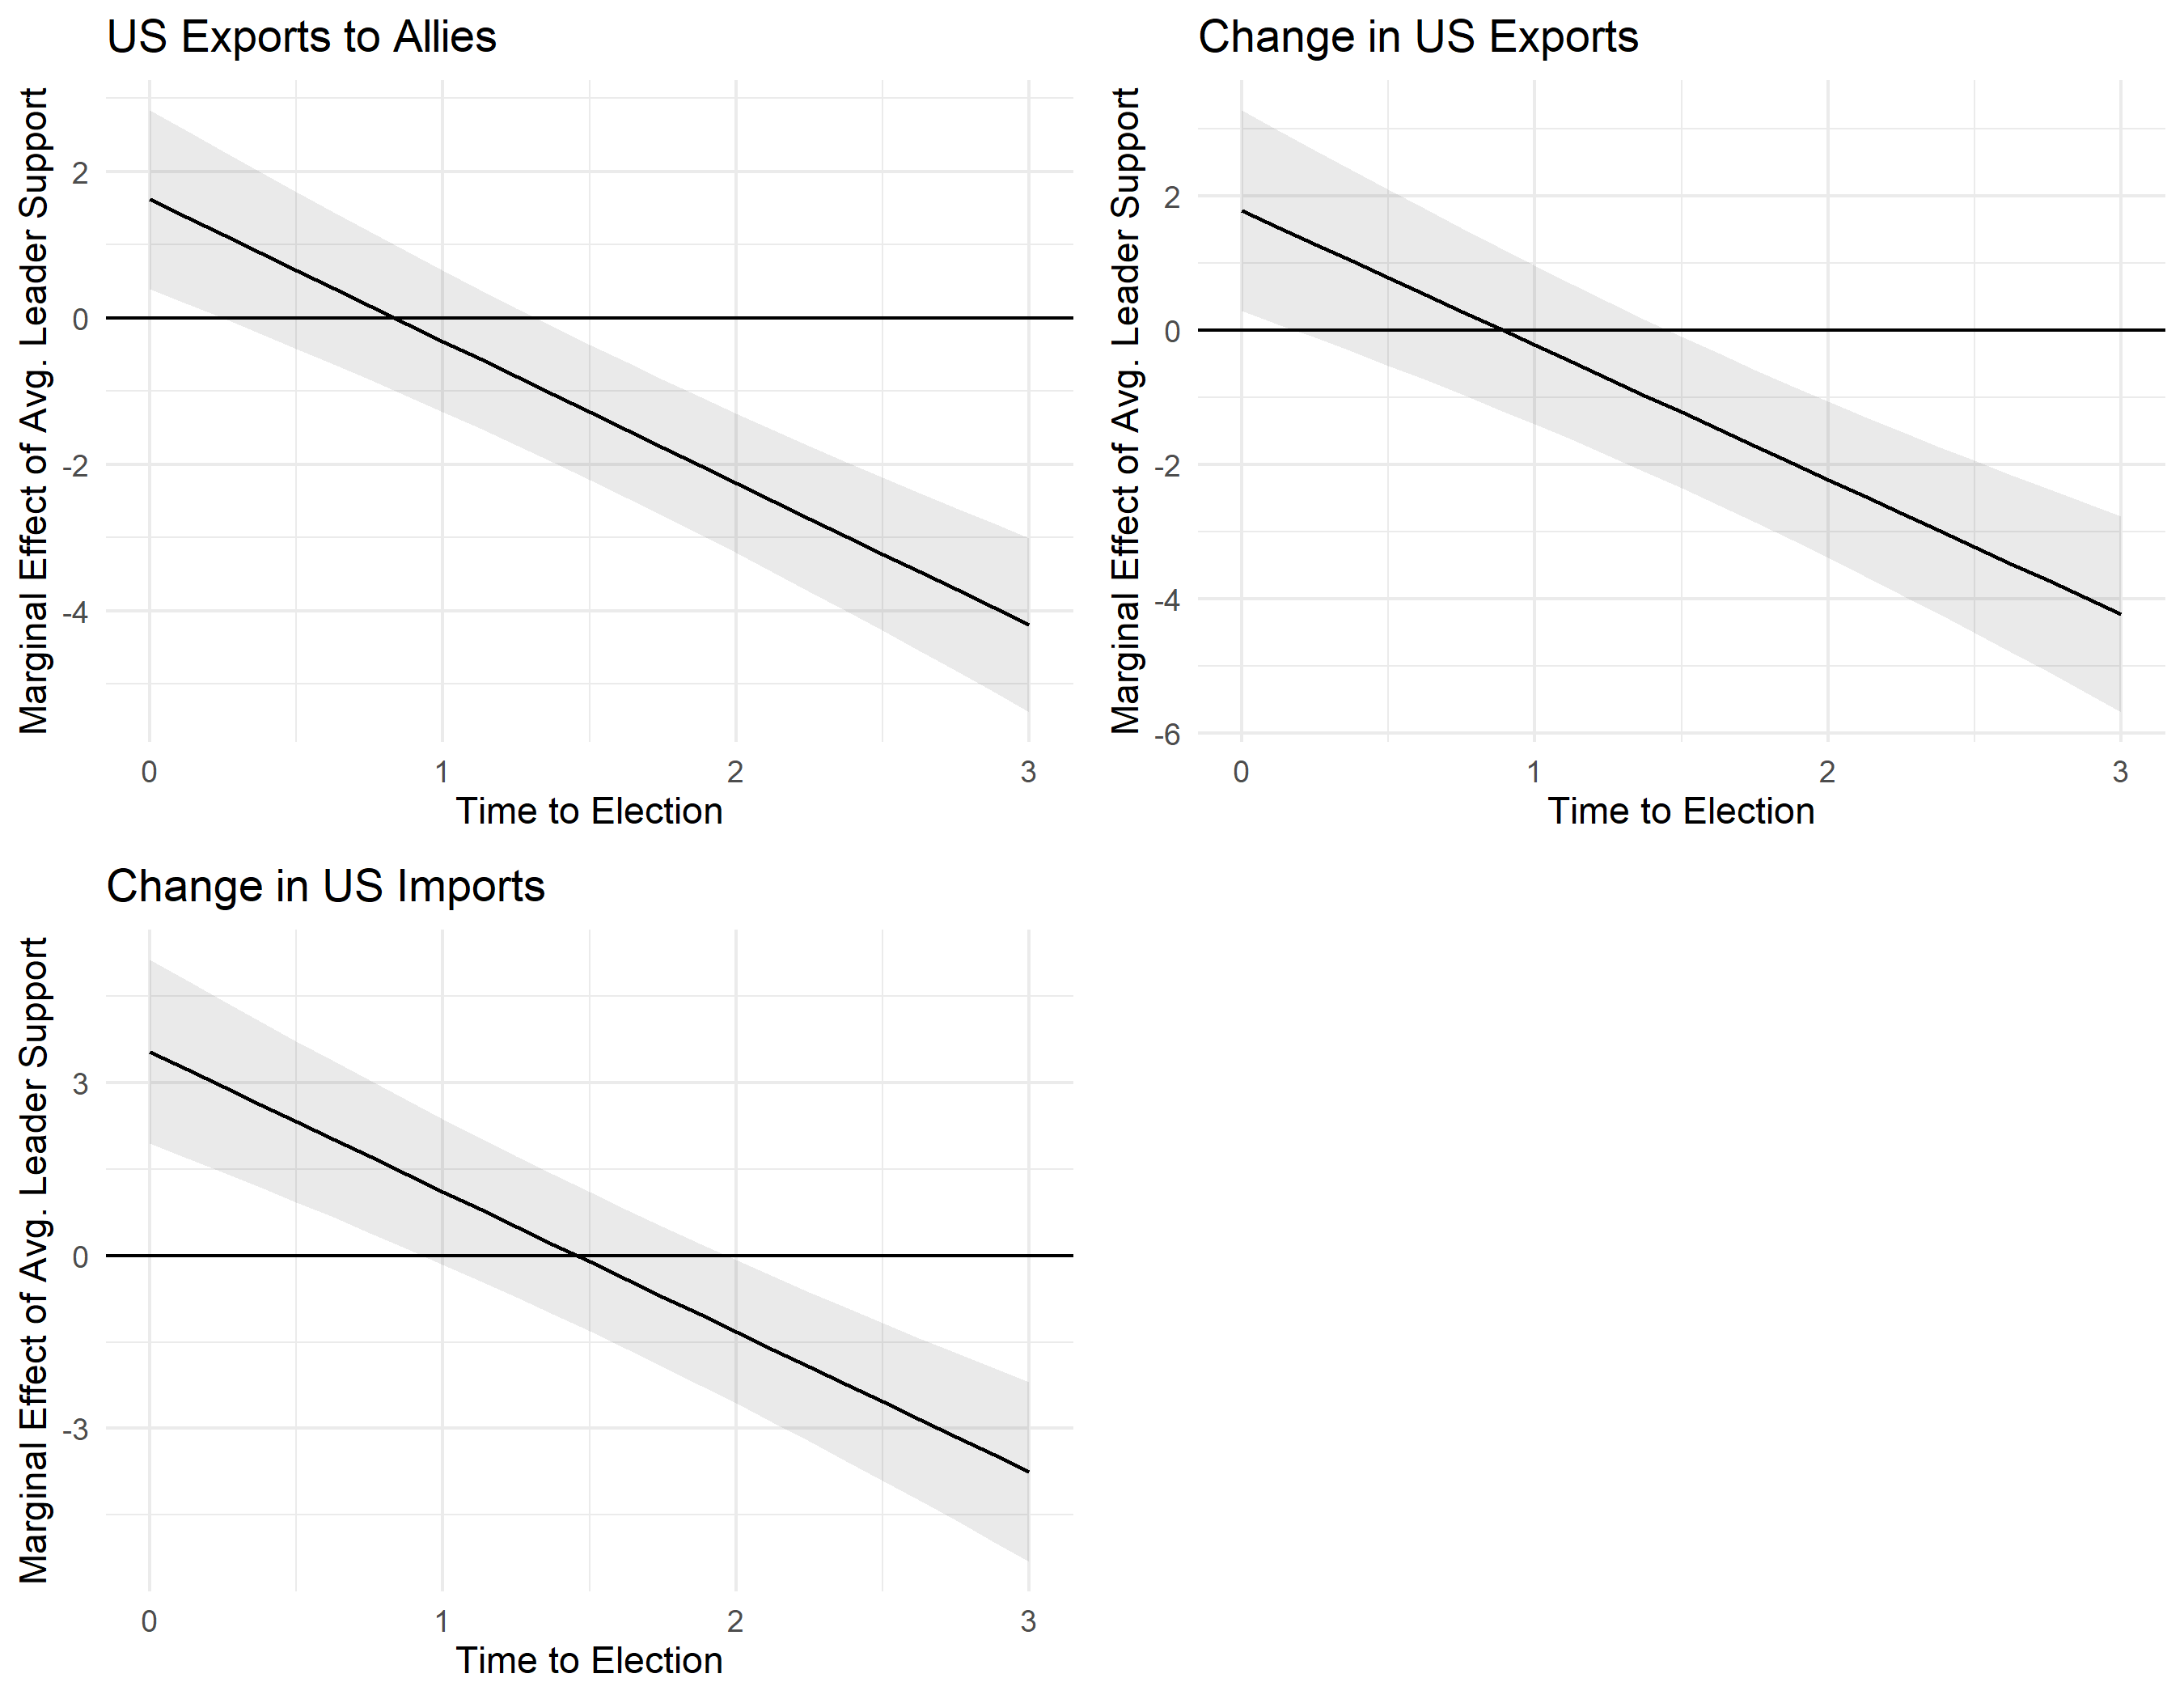 US Exports to Allies
Marginal Effect of Avg. Leader Support
2
0
-2
-4
0 1 2 3
Time to Election
Change in US Exports
Marginal Effect of Avg. Leader Support
2
0
-2
-4
-6
0 1 2 3
Time to Election
Change in US Imports
Marginal Effect of Avg. Leader Support
3
0
-3
0 1 2 3
Time to Election